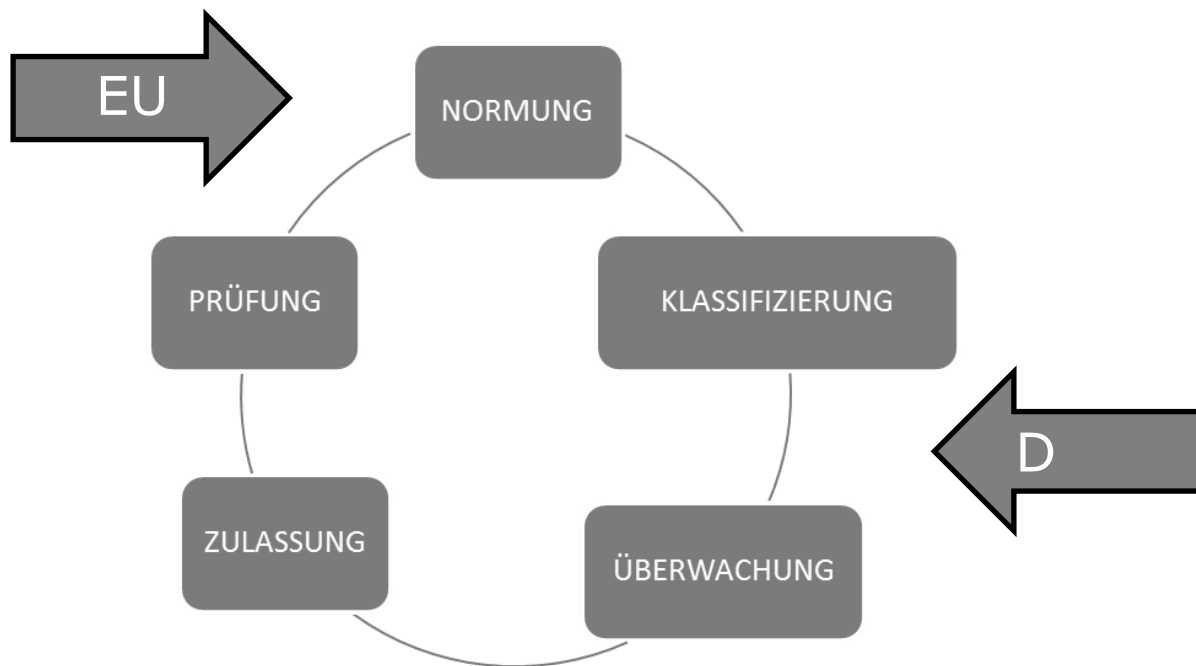 EU
NORMUNG
PRÜFUNG
KLASSIFIZIERUNG
D
ZULASSUNG
ÜBERWACHUNG